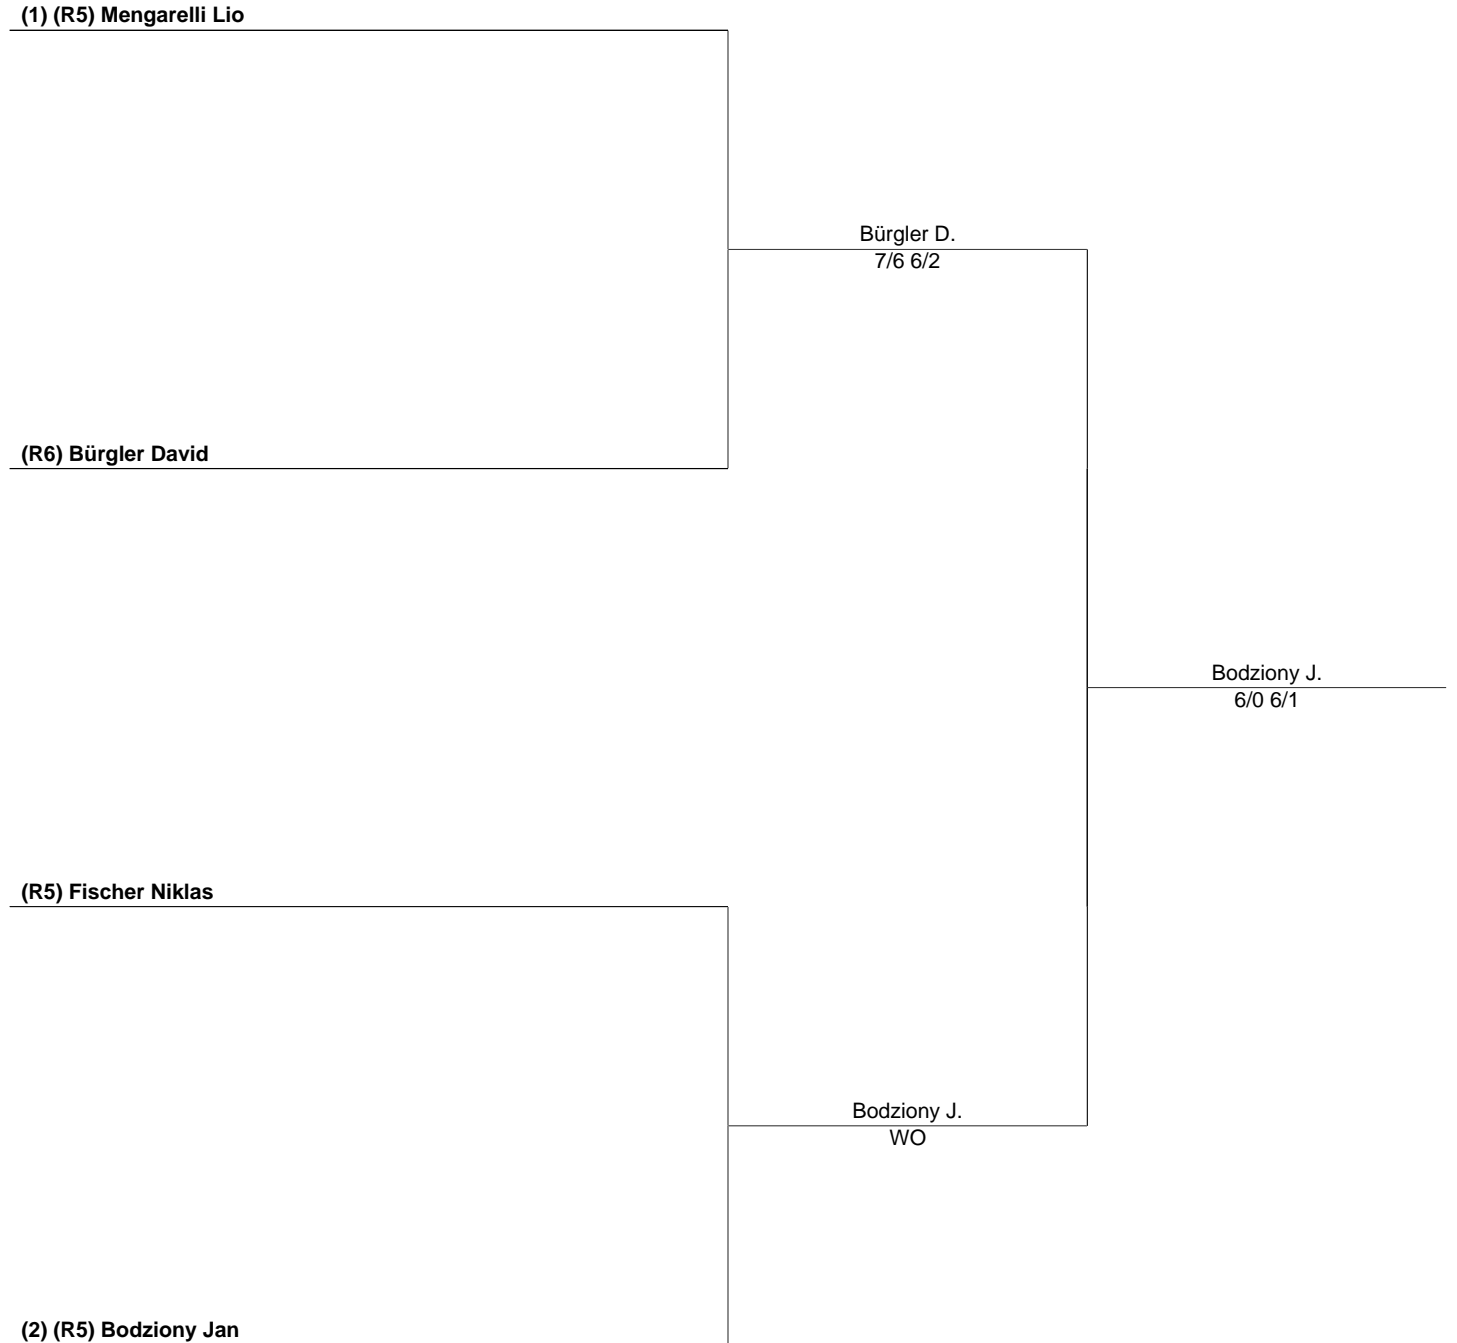 (1) (R5) Mengarelli Lio
Bürgler D.
7/6 6/2
(R6) Bürgler David
Bodziony J.
6/0 6/1
(R5) Fischer Niklas
Bodziony J.
WO
(2) (R5) Bodziony Jan